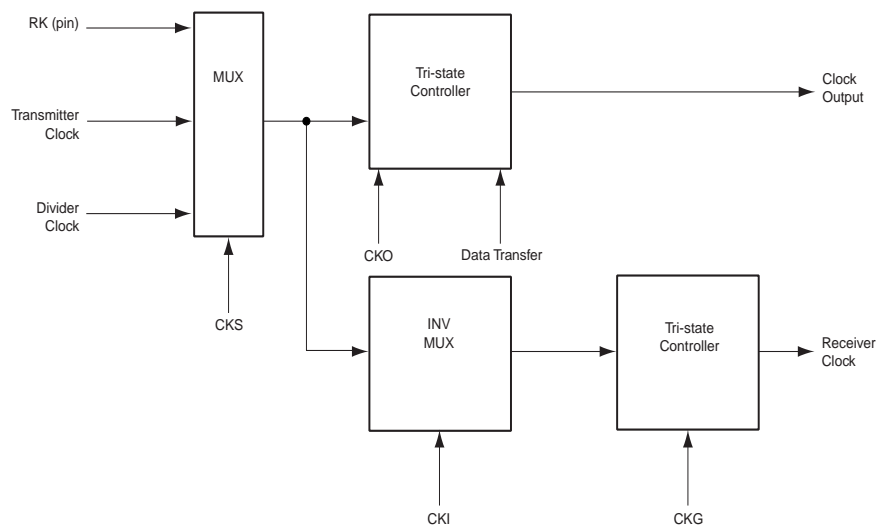 RK (pin)
MUX
Tri-state
Controller
Clock
Output
Transmitter
Clock
Divider
Clock
CKO
Data Transfer
CKS
INV
MUX
Tri-state
Controller
Receiver
Clock
CKI
CKG